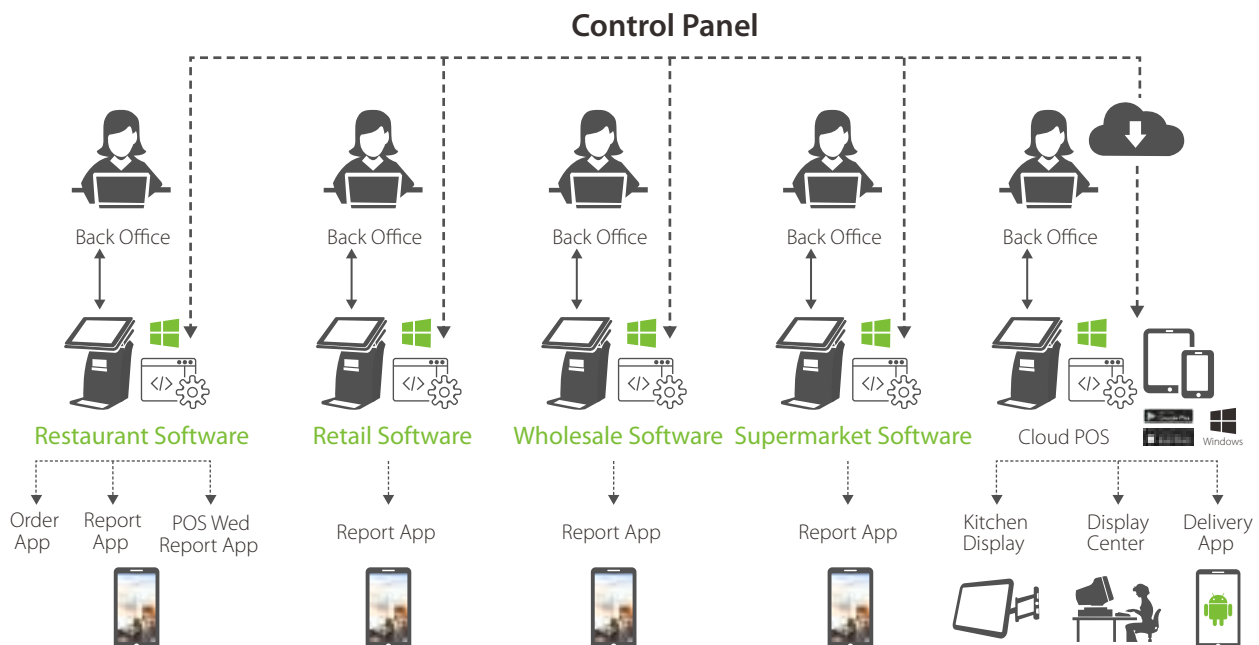 Control Panel
Back Office
Back Office
Back Office
Back Office
Back Office
</>
</>
</>
</>
</>
Restaurant Software
Retail Software
Wholesale Software
Supermarket Software
Cloud POS
Windows
Order
App
Report
App
POS Wed
Report App
Report App
Report App
Report App
Kitchen
Display
Display
Center
Delivery
App